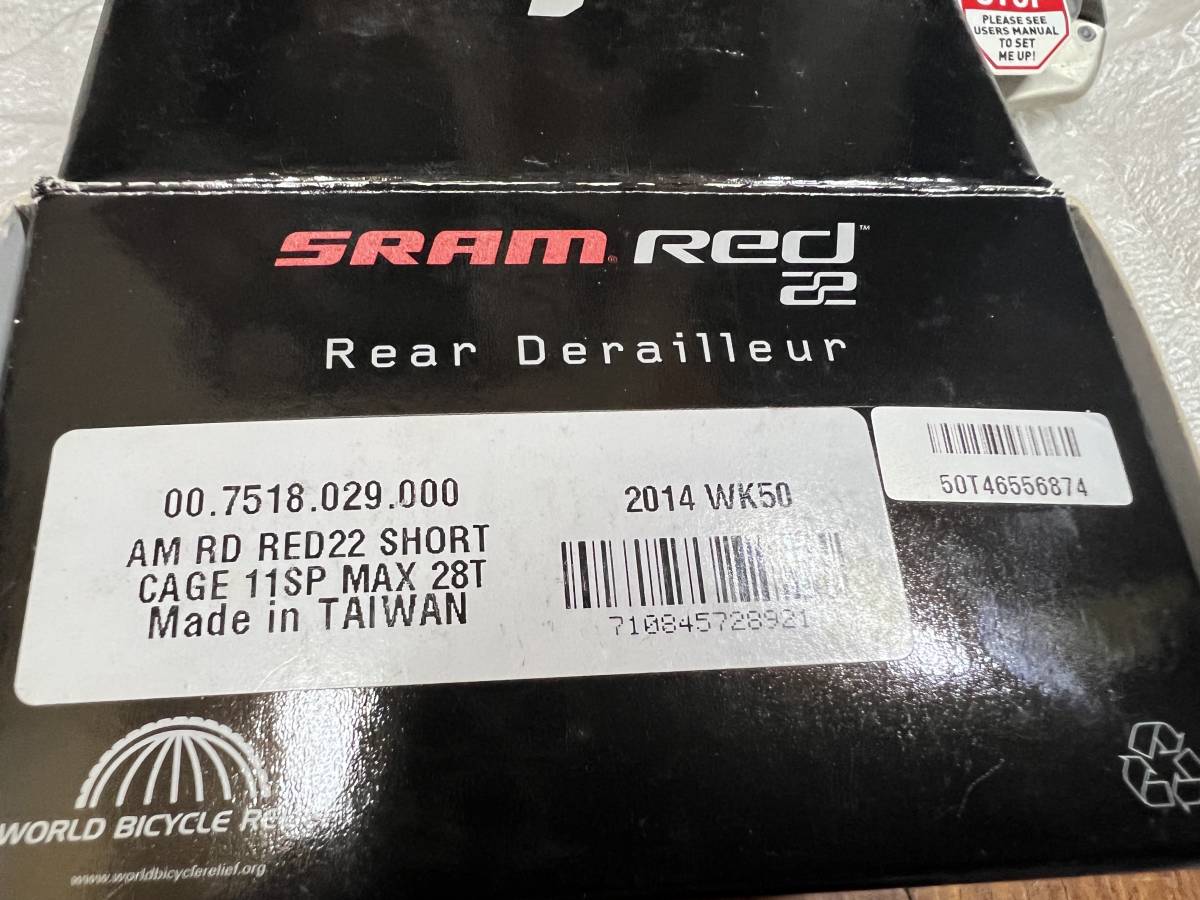 PLEASE SEE
USERS MANUAL
TO SET
ME UP!
SRAM® Red™
22
Rear Derailleur
00.7518.029.000
2014 WK50
50T46556874
AM RD RED22 SHORT
CAGE 11SP MAX 28T
Made in TAIWAN
710845728921
WORLD BICYCLE
www.worldbicyclerelief.org